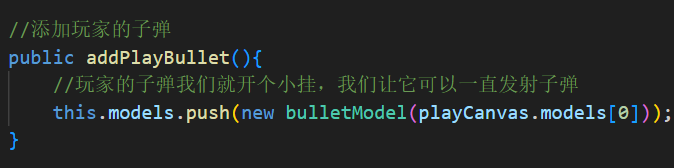 //添加玩家的子弹
public addPlayBullet(){
//玩家的子弹我们就开个小挂，我们让它可以一直发射子弹
this.models.push(new bulletModel(playCanvas.models[0]));
}